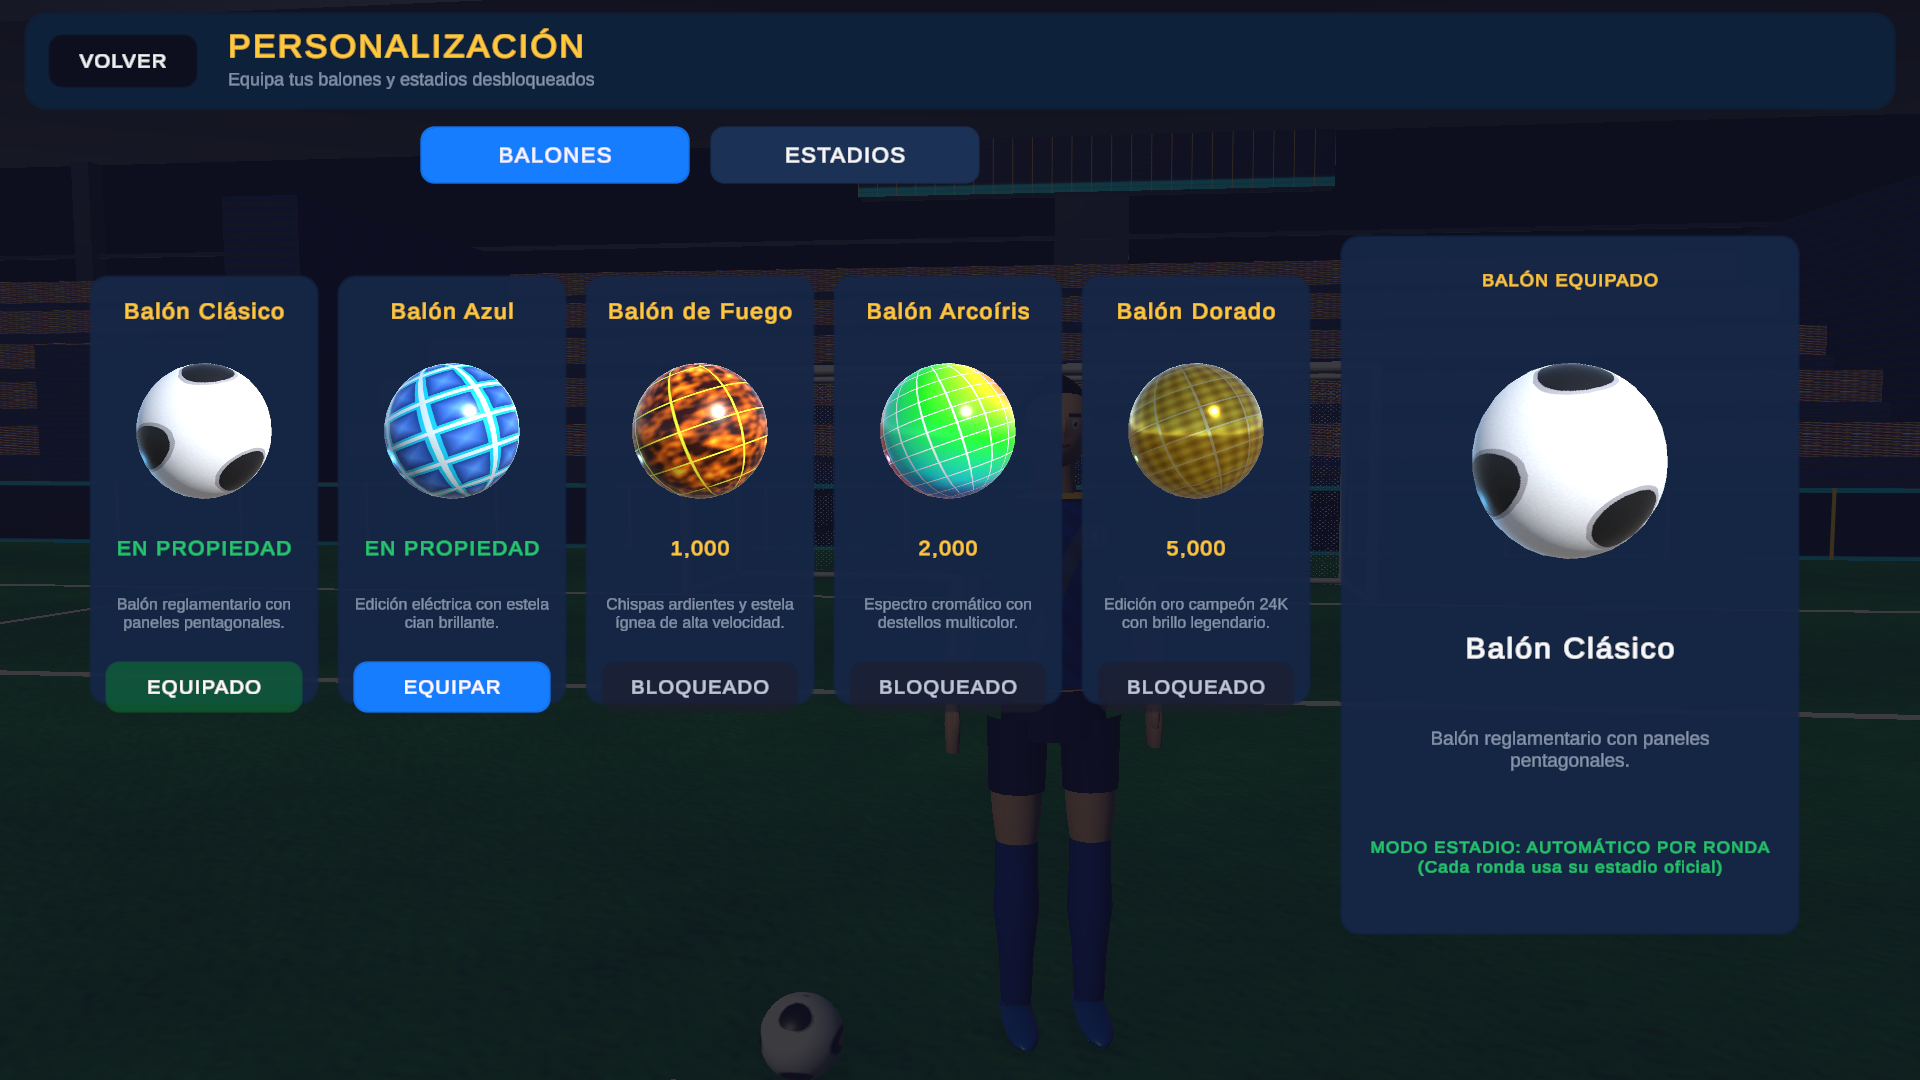 VOLVER
PERSONALIZACIÓN
Equipa tus balones y estadios desbloqueados
BALONES
ESTADIOS
Balón Clásico
EN PROPIEDAD
Balón reglamentario con
paneles pentagonales.
EQUIPADO
Balón Azul
EN PROPIEDAD
Edición eléctrica con estela
cian brillante.
EQUIPAR
Balón de Fuego
1,000
Chispas ardientes y estela
ígnea de alta velocidad.
BLOQUEADO
Balón Arcoíris
2,000
Espectro cromático con
destellos multicolor.
BLOQUEADO
Balón Dorado
5,000
Edición oro campeón 24K
con brillo legendario.
BLOQUEADO
BALÓN EQUIPADO
Balón Clásico
Balón reglamentario con paneles
pentagonales.
MODO ESTADIO: AUTOMÁTICO POR RONDA
(Cada ronda usa su estadio oficial)